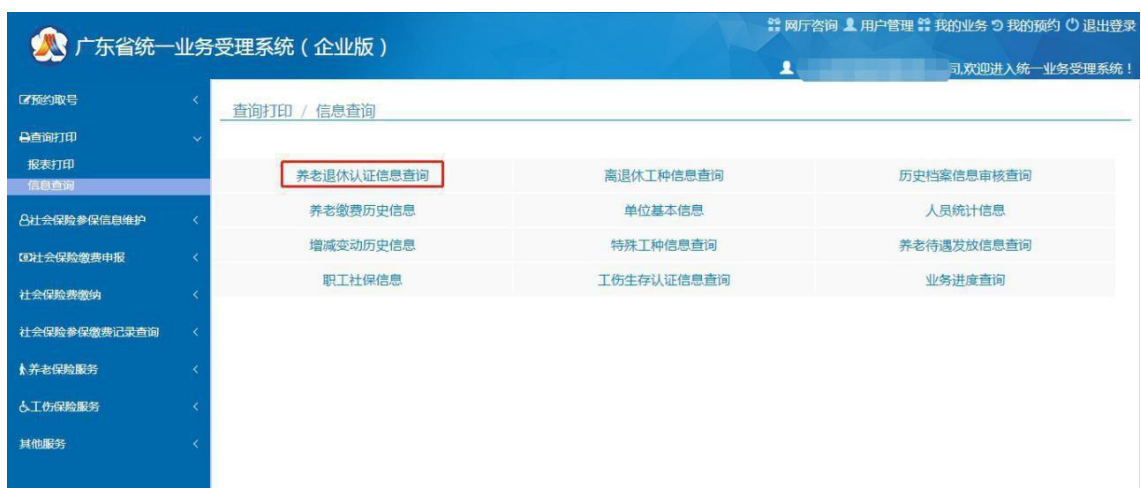 广东省统一业务受理系统（企业版）
网厅咨询 用户管理 我的业务 我的预约 退出登录
司,欢迎进入统一业务受理系统！
预约取号
查询打印
报表打印
信息查询
社会保险参保信息维护
社会保险缴费申报
社会保险费缴纳
社会保险参保缴费记录查询
养老保险服务
工伤保险服务
其他服务
查询打印 / 信息查询
养老退休认证信息查询 离退休工种信息查询 历史档案信息审核查询
养老缴费历史信息 单位基本信息 人员统计信息
增减变动历史信息 特殊工种信息查询 养老待遇发放信息查询
职工社保信息 工伤生存认证信息查询 业务进度查询